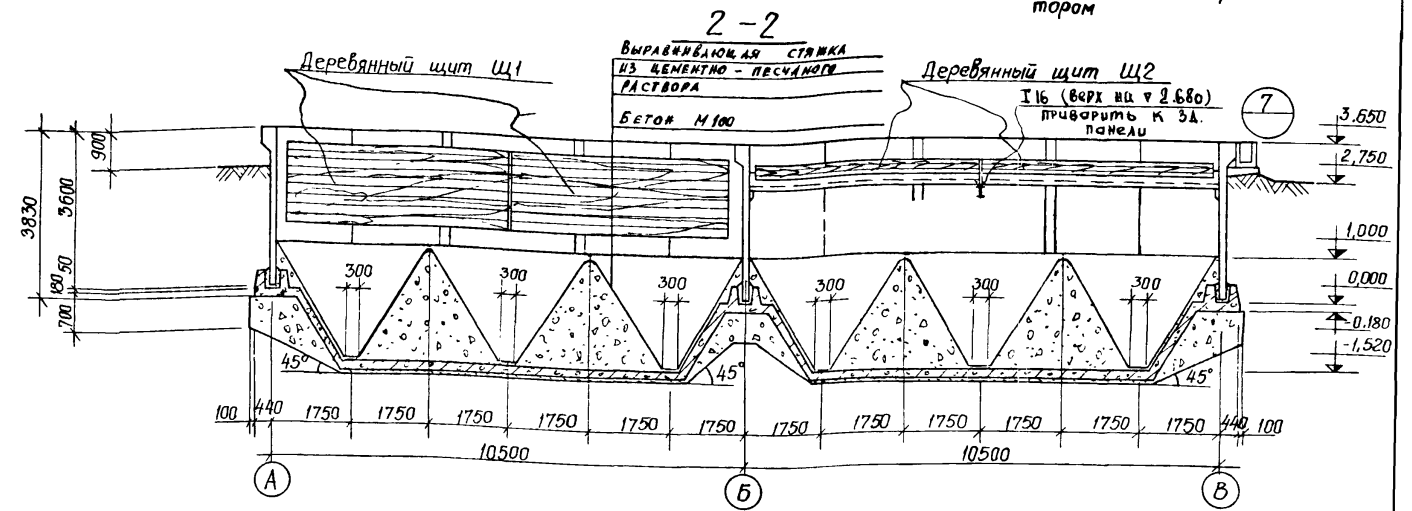 тором
2-2
Деревянный щит Щ1
Выравнивающая стяжка
из цементно-песчаного
раствора
Бетон М100
Деревянный щит Щ2
I16 (верх на ▽ 2.680)
приварить к зд.
панели
7
3.650
2,750
1,000
0,000
-0.180
-1,520
900
3600
3830
50
180
700
300
300
300
300
300
300
45°
45°
45°
45°
100 440 1750 1750 1750 1750 1750 1750 1750 1750 1750 1750 1750 1750 440 100
10500 10500
А Б В